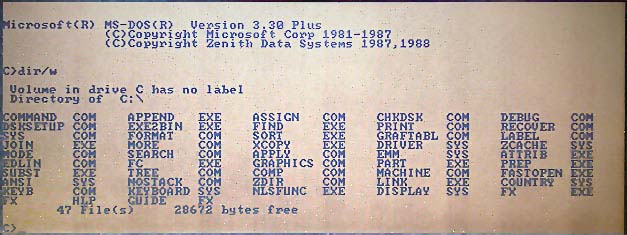 Microsoft(R) MS-DOS(R)  Version 3.30 Plus
(C)Copyright Microsoft Corp 1981-1987
(C)Copyright Zenith Data Systems 1987,1988
C>dir/w
Volume in drive C has no label
Directory of  C:\
COMMAND  COM    APPEND   EXE    ASSIGN   COM    CHKDSK   COM    DEBUG    COM
DSKSETUP COM    EXE2BIN  EXE    FIND     EXE    PRINT    COM    RECOVER  COM
SYS      COM    FORMAT   COM    SORT     EXE    GRAFTABL COM    LABEL    COM
JOIN     EXE    MORE     COM    XCOPY    EXE    DRIVER   SYS    ZCACHE   SYS
MODE     COM    SEARCH   COM    APPLY    COM    EMM      SYS    ATTRIB   EXE
EDLIN    COM    FC       EXE    GRAPHICS COM    PART     EXE    PREP     EXE
SUBST    EXE    TREE     COM    COMP     COM    MACHINE  COM    FASTOPEN EXE
ANSI     SYS    NOSTACK  COM    ZDIR     COM    LINK     EXE    COUNTRY  SYS
KEYB     COM    KEYBOARD SYS    NLSFUNC  EXE    DISPLAY  SYS    FX       EXE
FX       HLP    GUIDE    FX
47 File(s)     28672 bytes free
C>